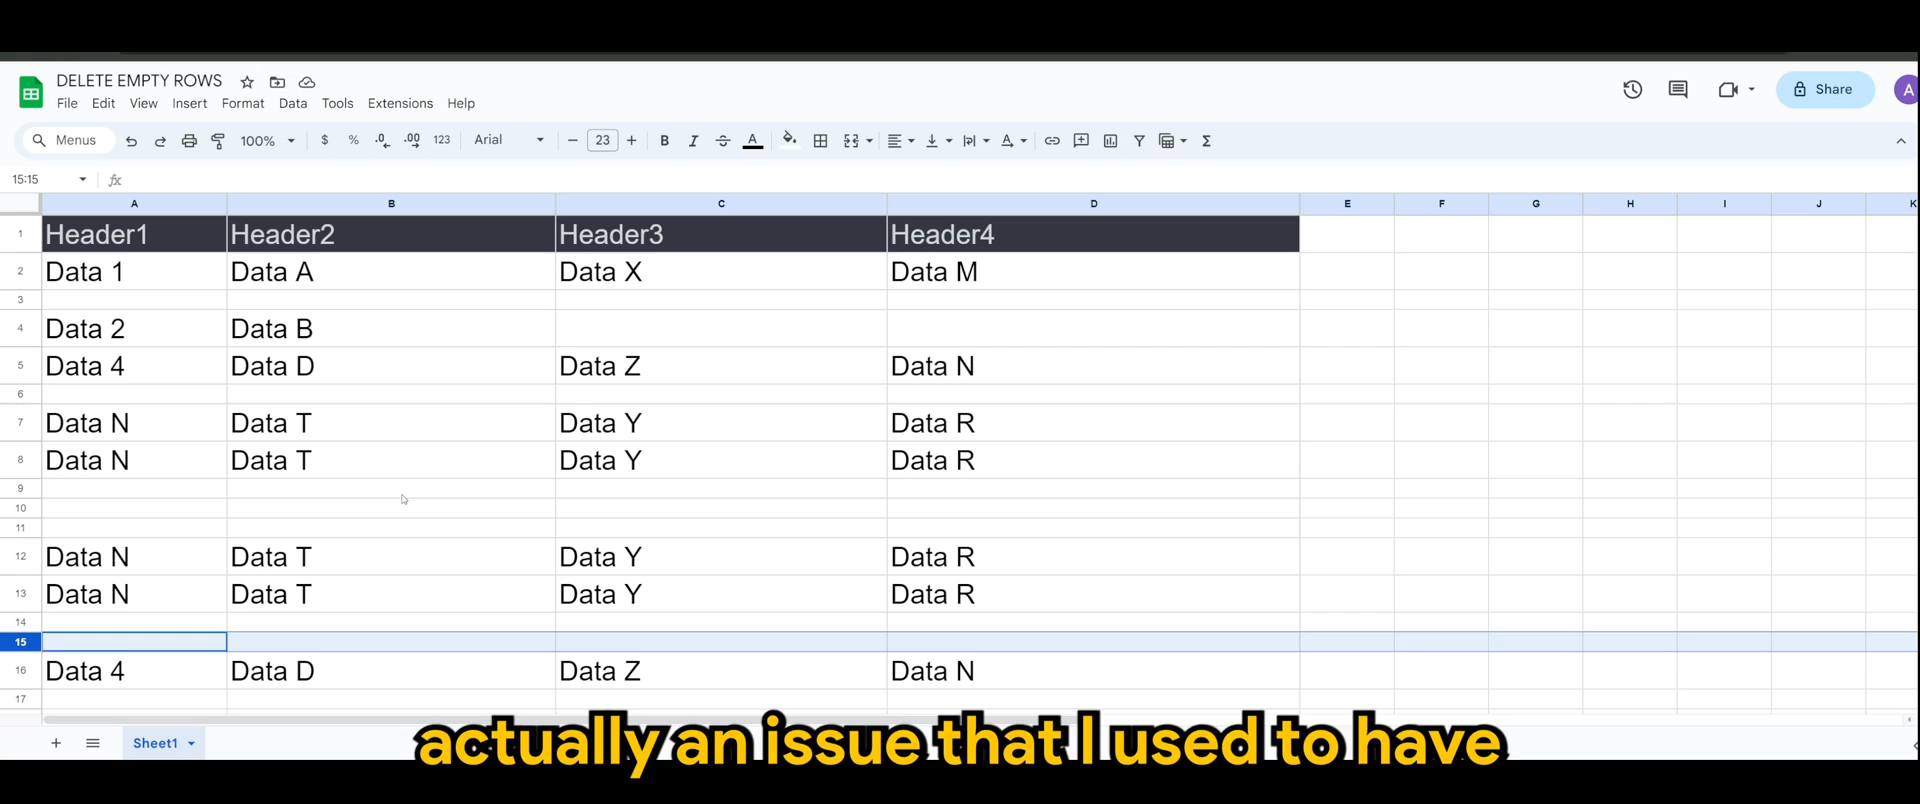 DELETE EMPTY ROWS
File Edit View Insert Format Data Tools Extensions Help
Share
A
Menus 100% $ % .0 .00 123 Arial 23 B I A Σ
15:15 fx
A B C D E F G H I J K
1 Header1 Header2 Header3 Header4
2 Data 1 Data A Data X Data M
3
4 Data 2 Data B
5 Data 4 Data D Data Z Data N
6
7 Data N Data T Data Y Data R
8 Data N Data T Data Y Data R
9
10
11
12 Data N Data T Data Y Data R
13 Data N Data T Data Y Data R
14
15
16 Data 4 Data D Data Z Data N
17
Sheet1
actually an issue that I used to have